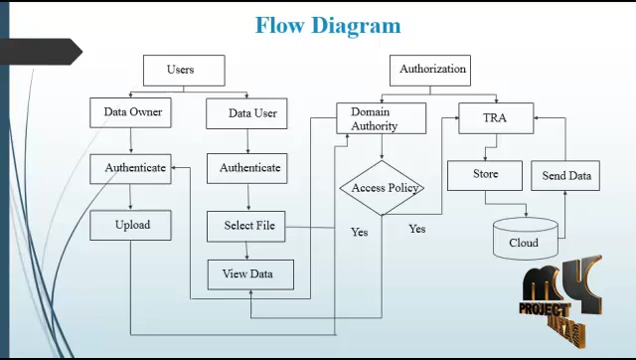 Flow Diagram
Users
Authorization
Data Owner
Data User
Domain
Authority
TRA
Authenticate
Authenticate
Access Policy
Store
Send Data
Upload
Select File
Yes
Yes
Cloud
View Data
MY
PROJECT